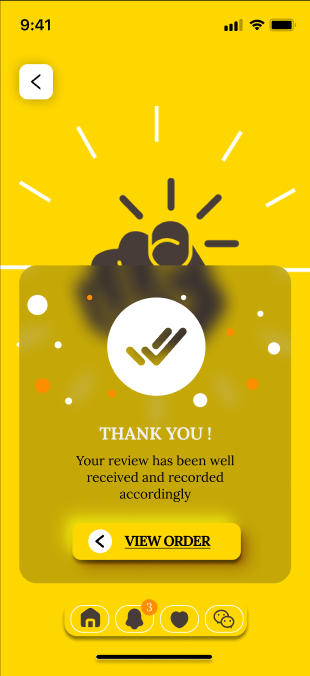 9:41
THANK YOU !
Your review has been well
received and recorded
accordingly
VIEW ORDER
3